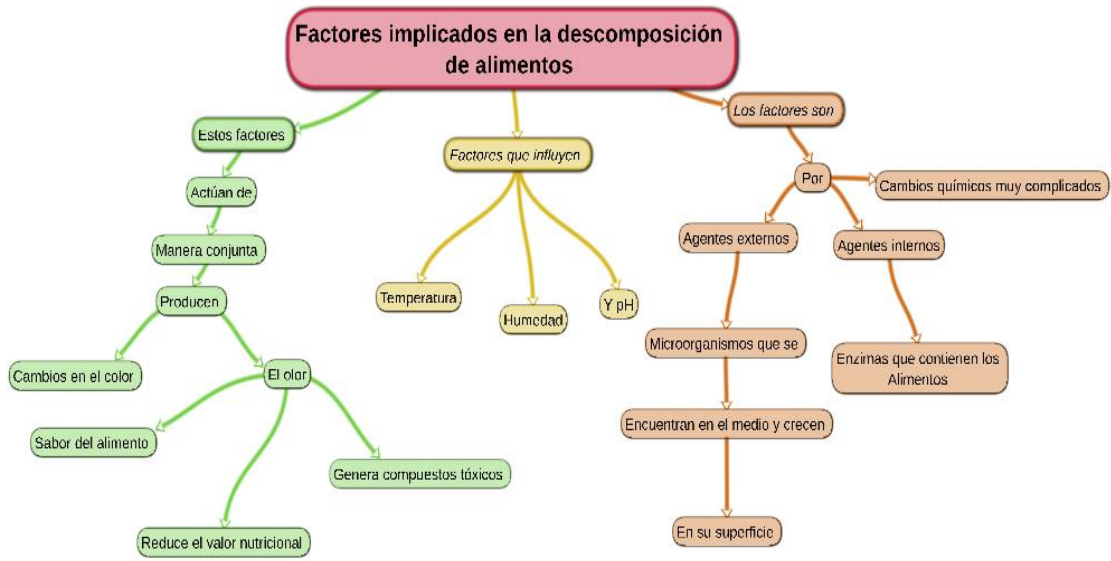 Factores implicados en la descomposición
de alimentos
Estos factores
Actúan de
Manera conjunta
Producen
Cambios en el color
El olor
Sabor del alimento
Genera compuestos tóxicos
Reduce el valor nutricional
Factores que influyen
Temperatura
Humedad
Y pH
Los factores son
Por
Cambios químicos muy complicados
Agentes externos
Agentes internos
Microorganismos que se
Enzimas que contienen los
Alimentos
Encuentran en el medio y crecen
En su superficie